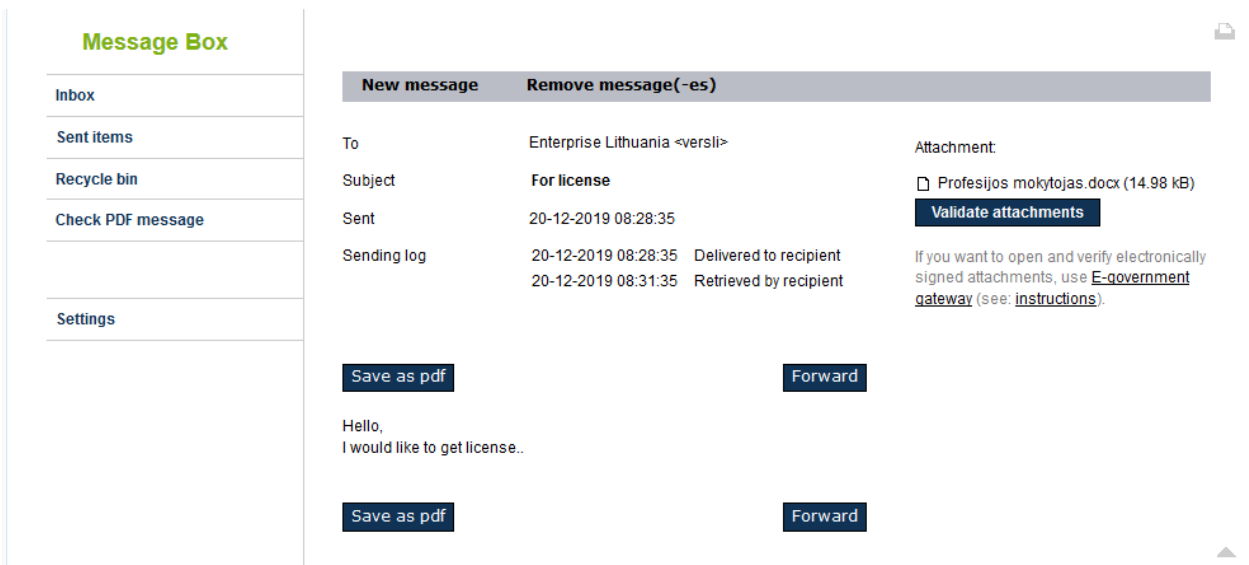 Message Box
Inbox
Sent items
Recycle bin
Check PDF message
Settings
New message Remove message(-es)
To Enterprise Lithuania <versli>
Subject For license
Sent 20-12-2019 08:28:35
Sending log 20-12-2019 08:28:35 Delivered to recipient
20-12-2019 08:31:35 Retrieved by recipient
Attachment:
Profesijos mokytojas.docx (14.98 kB)
Validate attachments
If you want to open and verify electronically
signed attachments, use E-government
gateway (see: instructions).
Save as pdf Forward
Hello,
I would like to get license..
Save as pdf Forward